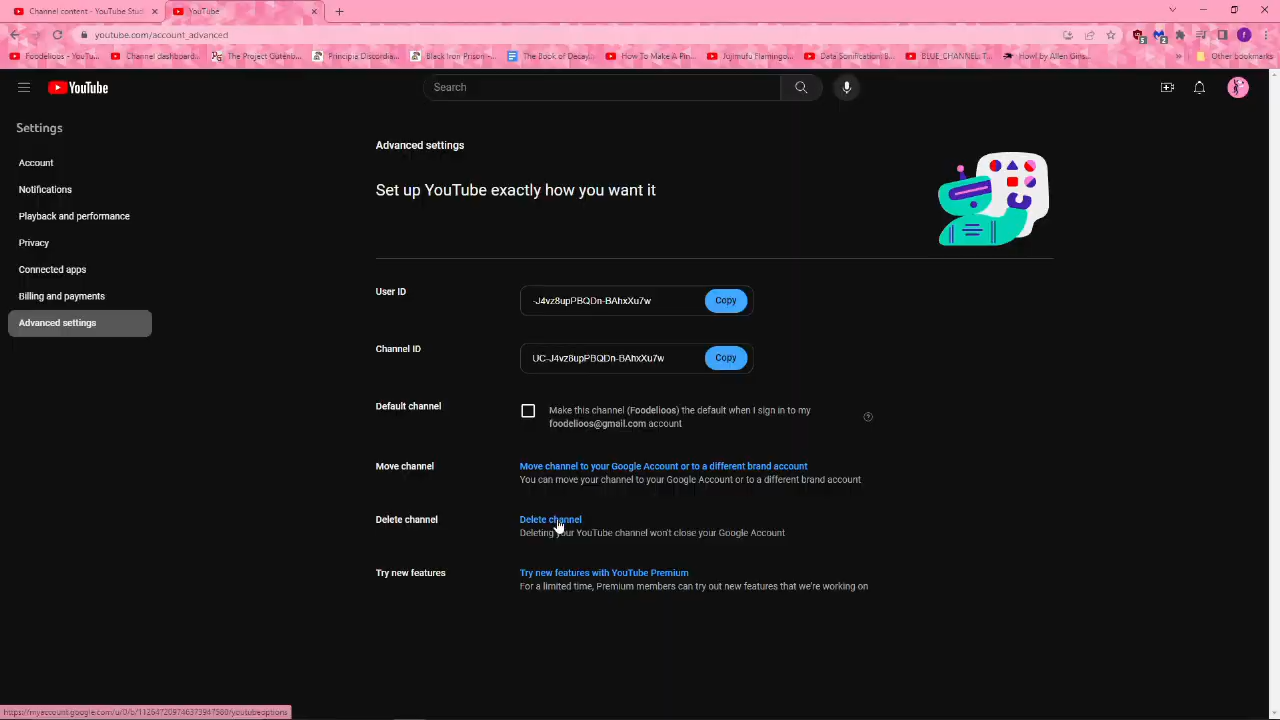 Channel content - YouTube Stud
YouTube
youtube.com/account_advanced
Foodelioos - YouTu...
Channel dashboard...
The Project Gutenb...
Principia Discordia...
Black Iron Prison -...
The Book of Decay...
How To Make A Pin...
Jujimufu Flamingo...
Data Sonification|B...
BLUE_CHANNEL: T...
Howl by Allen Gins...
»
Other bookmarks
YouTube
Search
Settings
Account
Notifications
Playback and performance
Privacy
Connected apps
Billing and payments
Advanced settings
Advanced settings
Set up YouTube exactly how you want it
User ID
-J4vz8upPBQDn-BAhxXu7w
Copy
Channel ID
UC-J4vz8upPBQDn-BAhxXu7w
Copy
Default channel
Make this channel (Foodelioos) the default when I sign in to my
foodelioos@gmail.com account
Move channel
Move channel to your Google Account or to a different brand account
You can move your channel to your Google Account or to a different brand account
Delete channel
Delete channel
Deleting your YouTube channel won't close your Google Account
Try new features
Try new features with YouTube Premium
For a limited time, Premium members can try out new features that we're working on